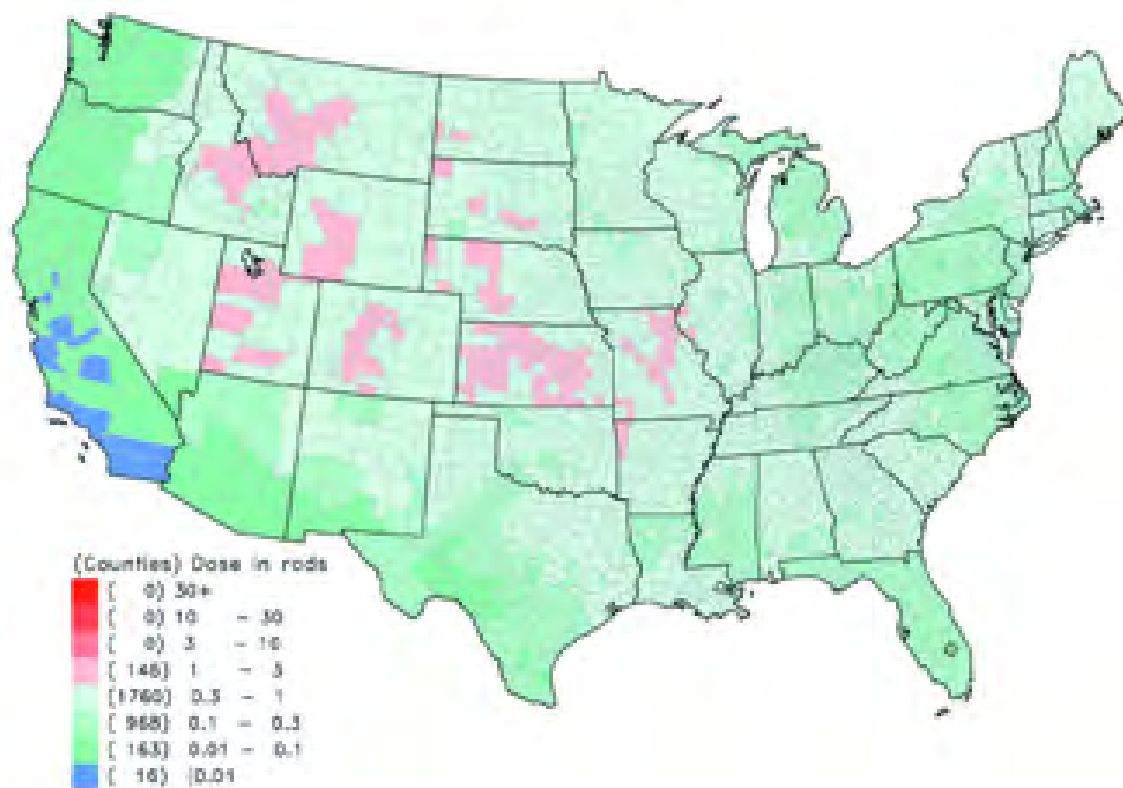 (Counties) Dose in rads
( 0) 30+
( 0) 10 - 30
( 0) 3 - 10
( 146) 1 - 3
(1760) 0.3 - 1
( 968) 0.1 - 0.3
( 163) 0.01 - 0.1
( 16) <0.01